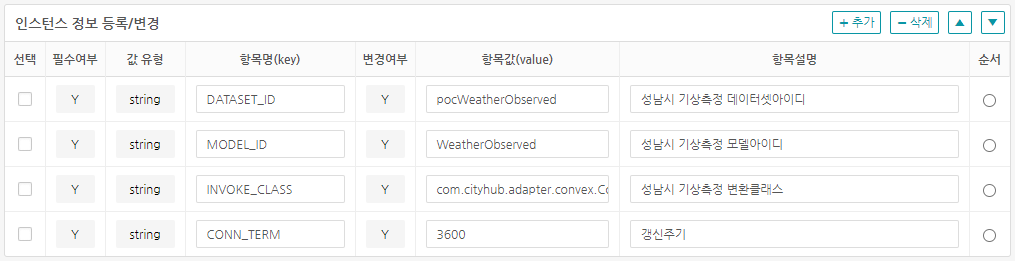 인스턴스 정보 등록/변경 + 추가 − 삭제 ▲ ▼
선택 필수여부 값 유형 항목명(key) 변경여부 항목값(value) 항목설명 순서
Y string DATASET_ID Y pocWeatherObserved 성남시 기상측정 데이터셋아이디
Y string MODEL_ID Y WeatherObserved 성남시 기상측정 모델아이디
Y string INVOKE_CLASS Y com.cityhub.adapter.convex.Co 성남시 기상측정 변환클래스
Y string CONN_TERM Y 3600 갱신주기